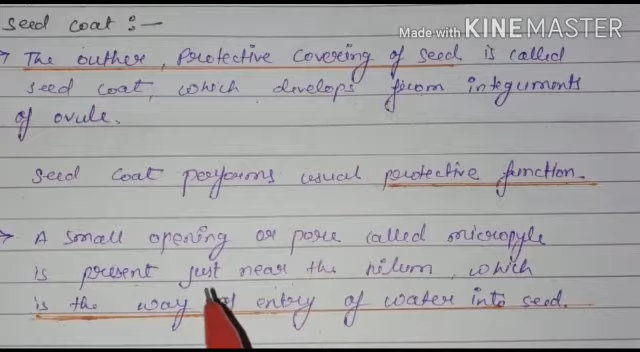 Seed coat :-
Made with KINEMASTER
→ The outher, protective covering of seed is called
seed coat, which develops from integuments
of ovule.
Seed coat performs usual protective function.
→ A small opening or pore called micropyle
is present just near the hilum, which
is the way of entry of water into seed.